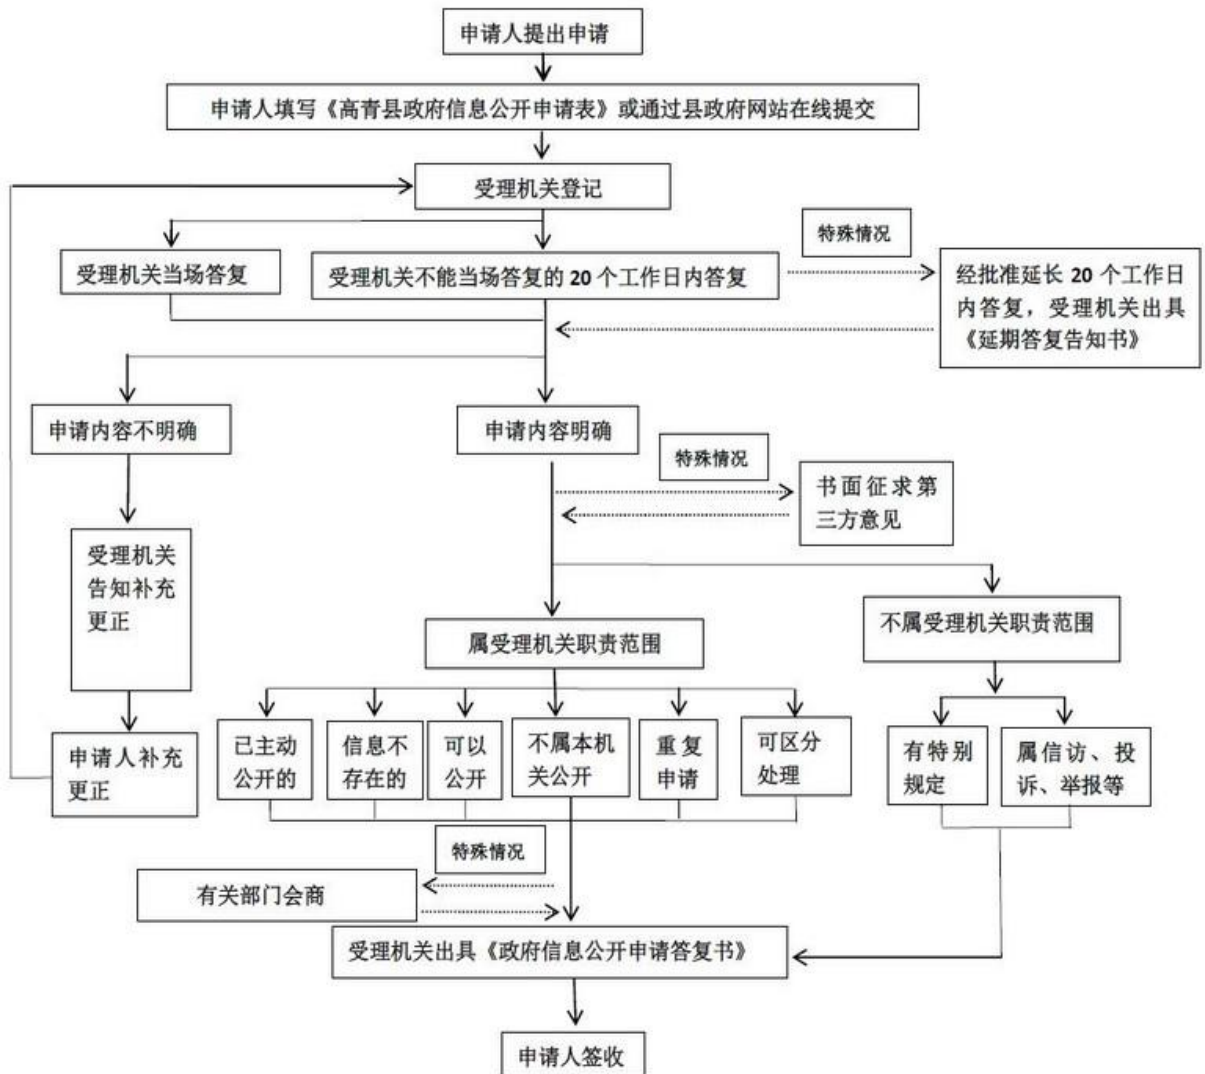 申请人提出申请
申请人填写《高青县政府信息公开申请表》或通过县政府网站在线提交
受理机关登记
特殊情况
受理机关当场答复
受理机关不能当场答复的 20 个工作日内答复
经批准延长 20 个工作日
内答复，受理机关出具
《延期答复告知书》
申请内容不明确
申请内容明确
特殊情况
书面征求第
三方意见
受理机关
告知补充
更正
属受理机关职责范围
不属受理机关职责范围
申请人补充
更正
已主动
公开的
信息不
存在的
可以
公开
不属本机
关公开
重复
申请
可区分
处理
有特别
规定
属信访、投
诉、举报等
特殊情况
有关部门会商
受理机关出具《政府信息公开申请答复书》
申请人签收